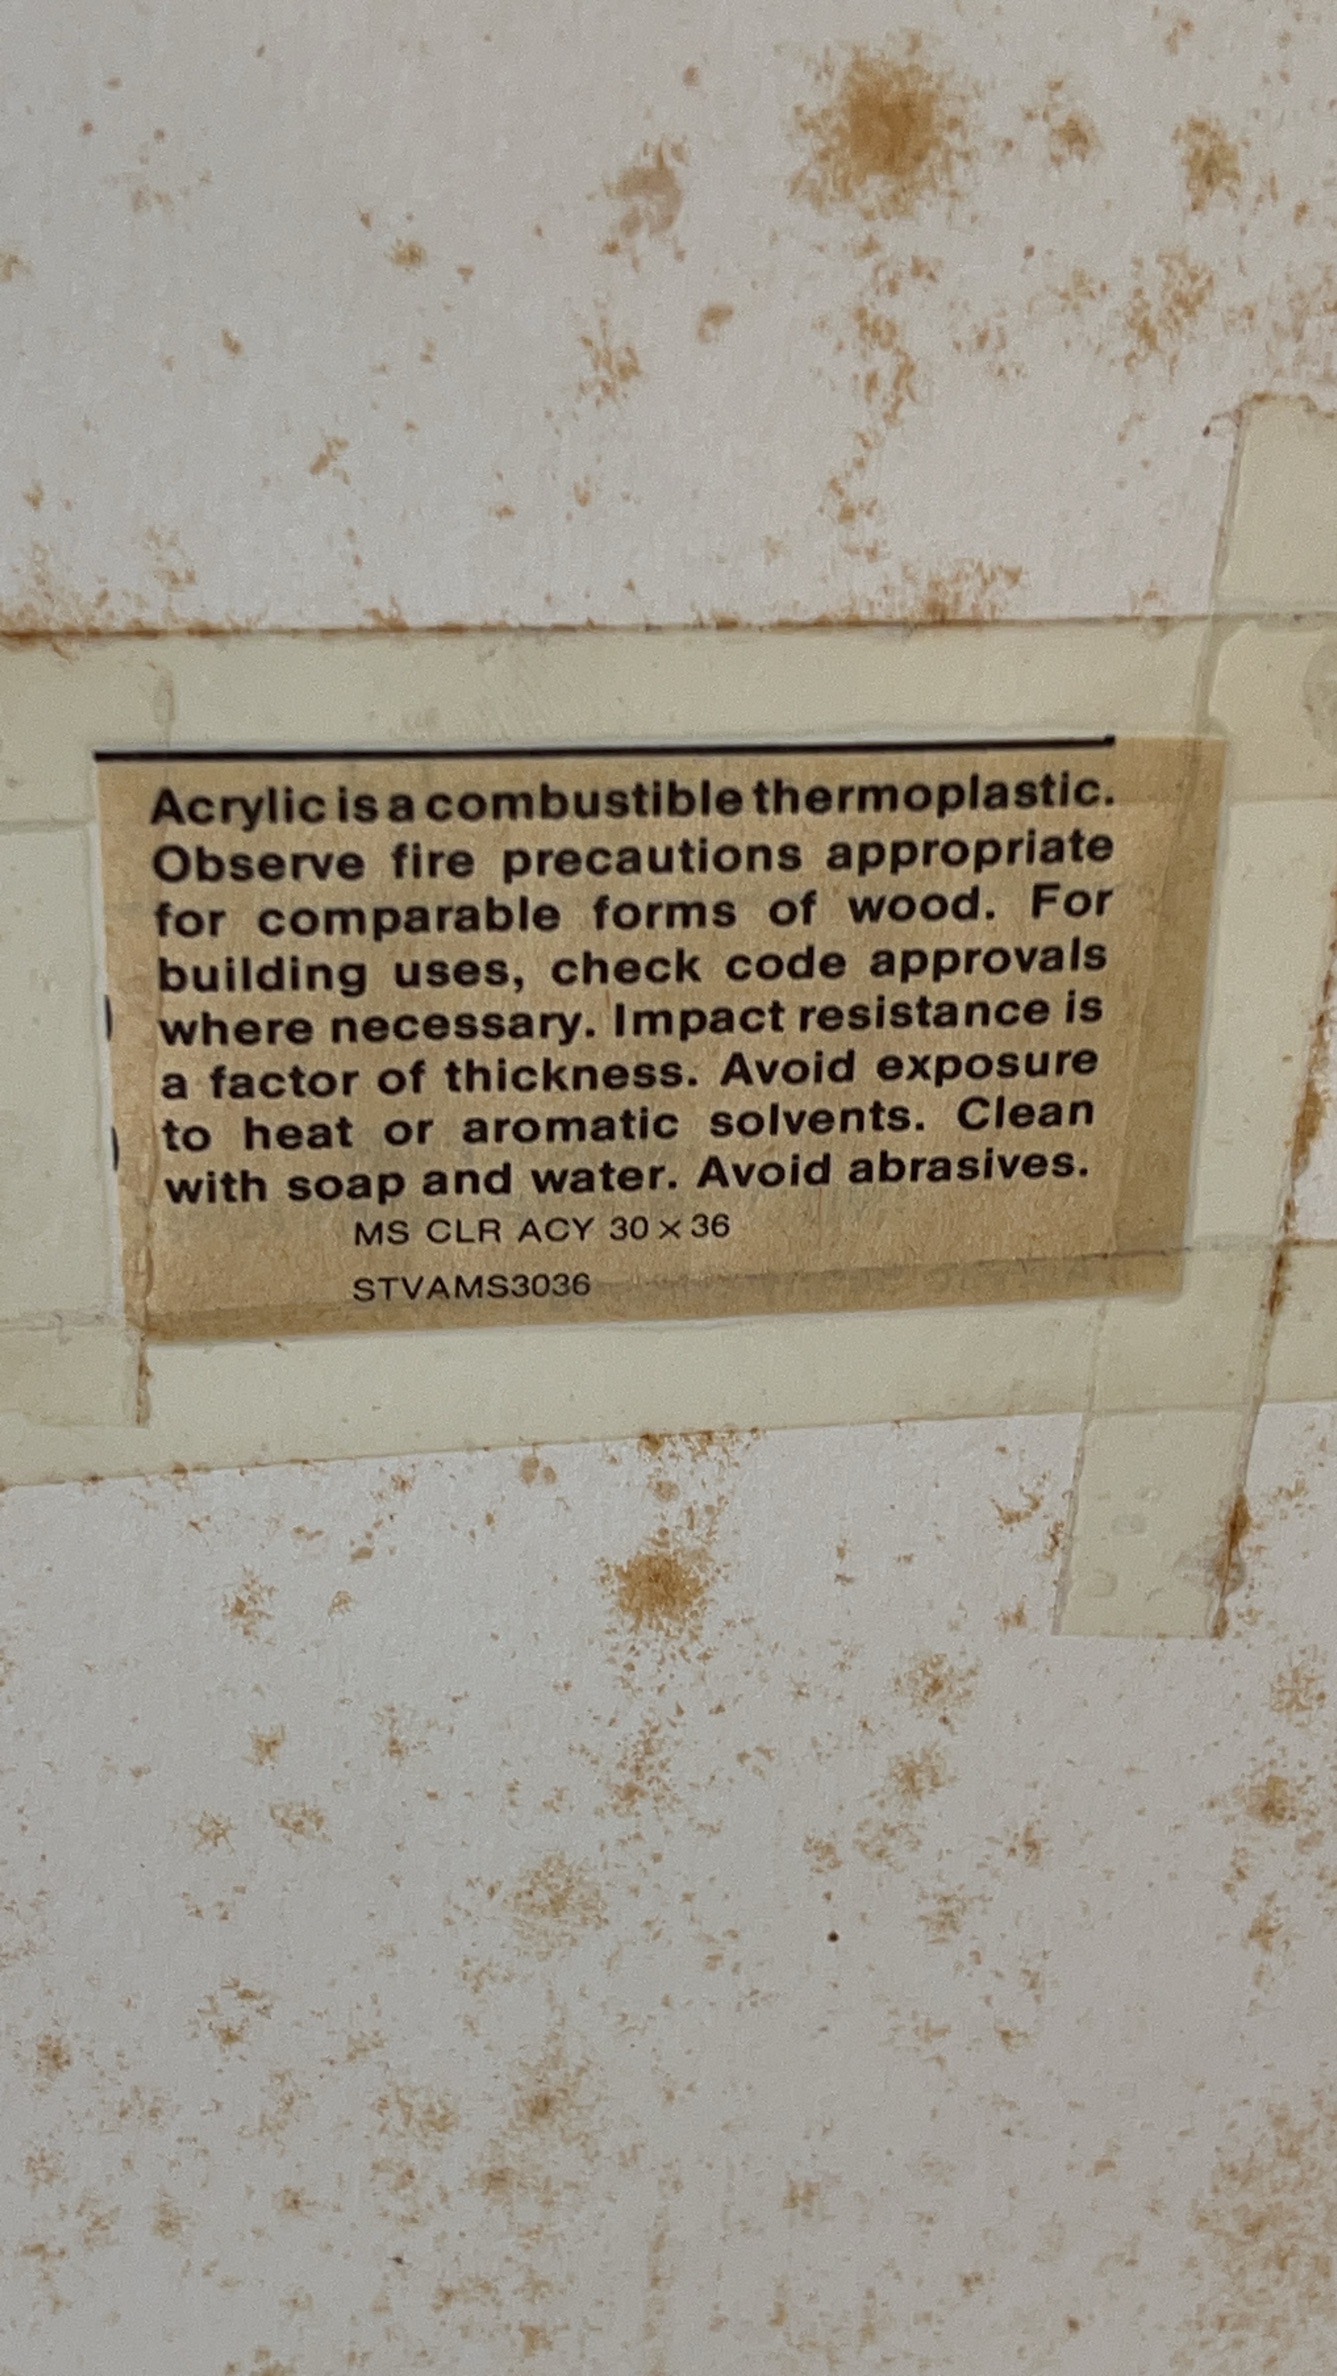 Acrylic is a combustible thermoplastic.
Observe fire precautions appropriate
for comparable forms of wood. For
building uses, check code approvals
where necessary. Impact resistance is
a factor of thickness. Avoid exposure
to heat or aromatic solvents. Clean
with soap and water. Avoid abrasives.
MS CLR ACY 30 × 36
STVAMS3036